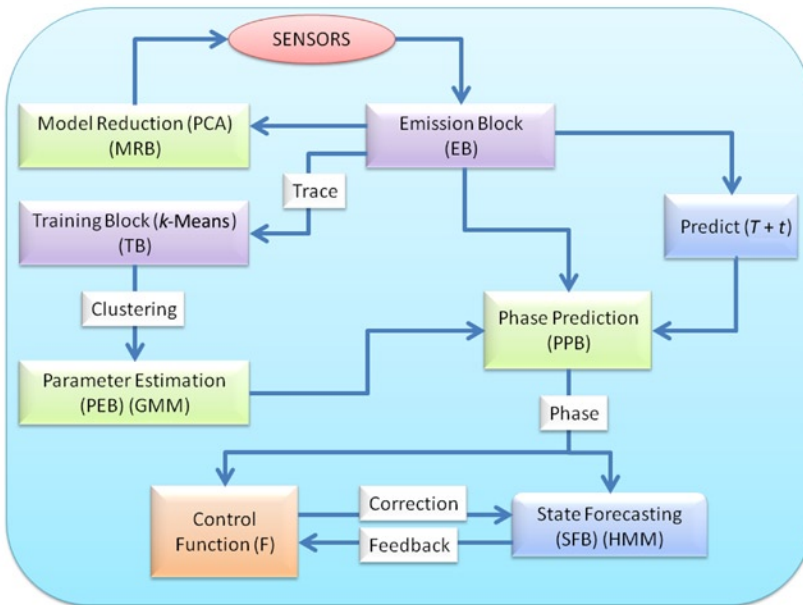 SENSORS
Model Reduction (PCA)
(MRB)
Emission Block
(EB)
Trace
Training Block (k-Means)
(TB)
Predict (T + t)
Clustering
Phase Prediction
(PPB)
Parameter Estimation
(PEB) (GMM)
Phase
Control
Function (F)
Correction
Feedback
State Forecasting
(SFB) (HMM)